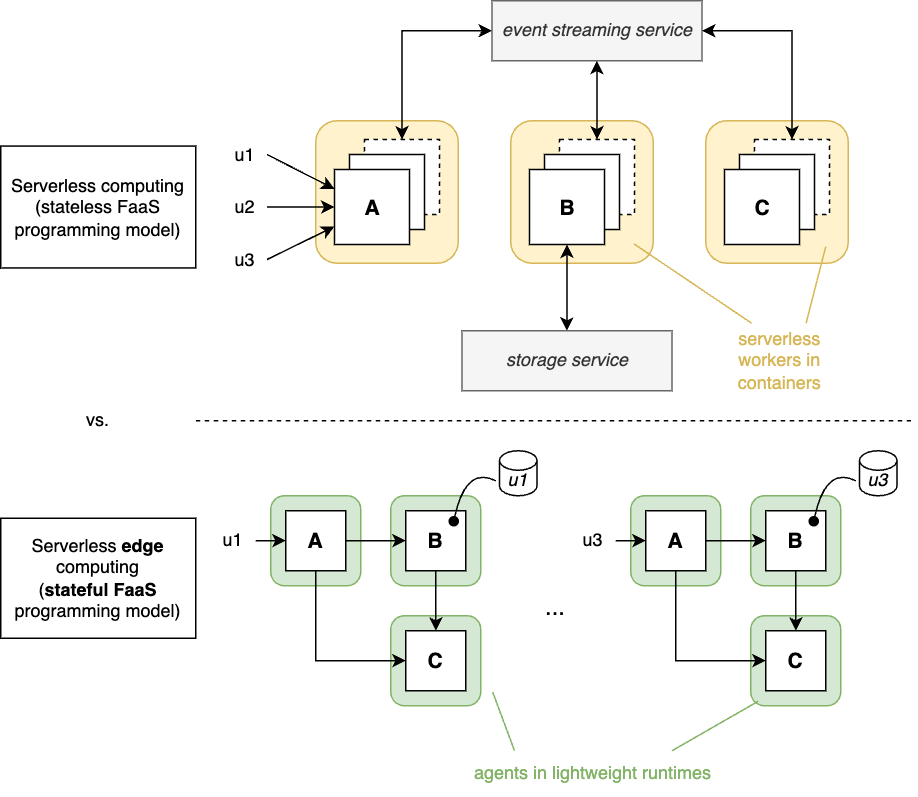 event streaming service
u1
u2
u3
A
B
C
Serverless computing
(stateless FaaS
programming model)
storage service
serverless
workers in
containers
vs.
u1
u3
Serverless edge
computing
(stateful FaaS
programming model)
u1
A
B
C
...
u3
A
B
C
agents in lightweight runtimes